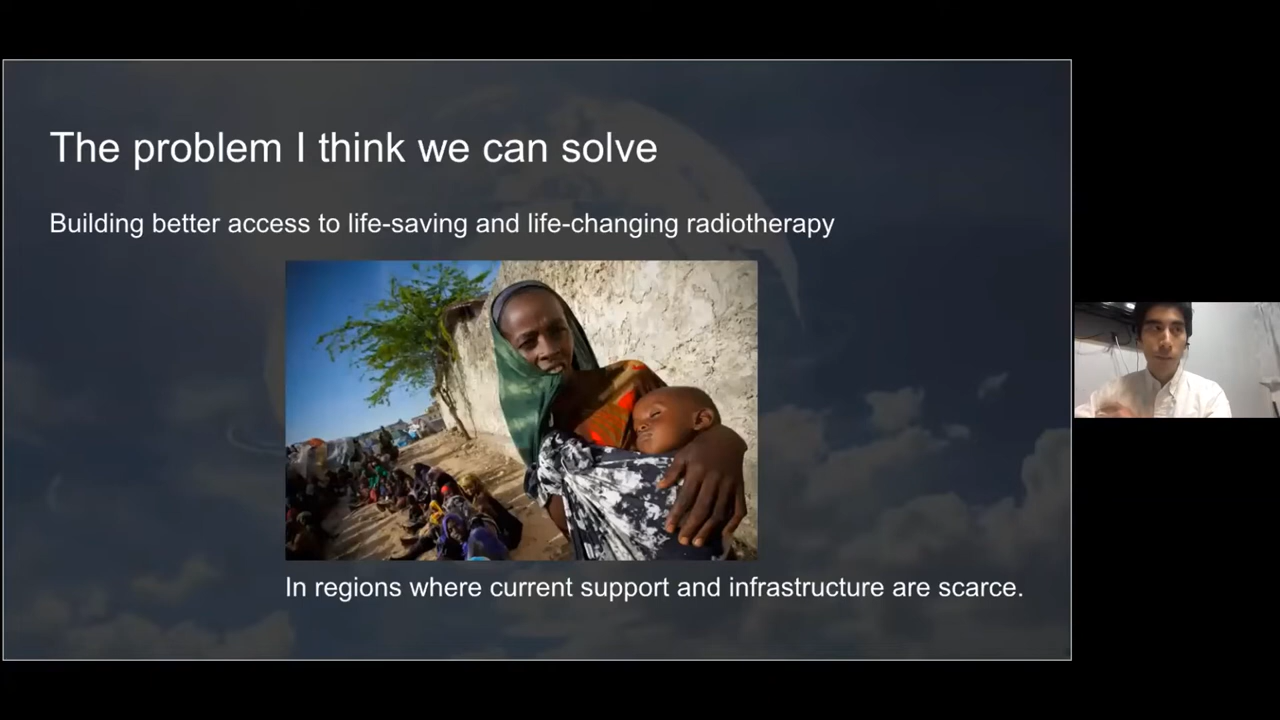 The problem I think we can solve
Building better access to life-saving and life-changing radiotherapy
In regions where current support and infrastructure are scarce.